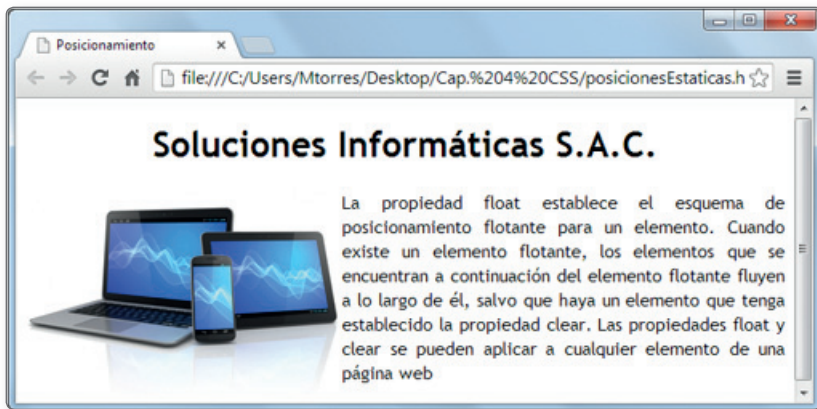 Posicionamiento
file:///C:/Users/Mtorres/Desktop/Cap.%204%20CSS/posicionesEstaticas.h
Soluciones Informáticas S.A.C.
La propiedad float establece el esquema de
posicionamiento flotante para un elemento. Cuando
existe un elemento flotante, los elementos que se
encuentran a continuación del elemento flotante fluyen
a lo largo de él, salvo que haya un elemento que tenga
establecido la propiedad clear. Las propiedades float y
clear se pueden aplicar a cualquier elemento de una
página web